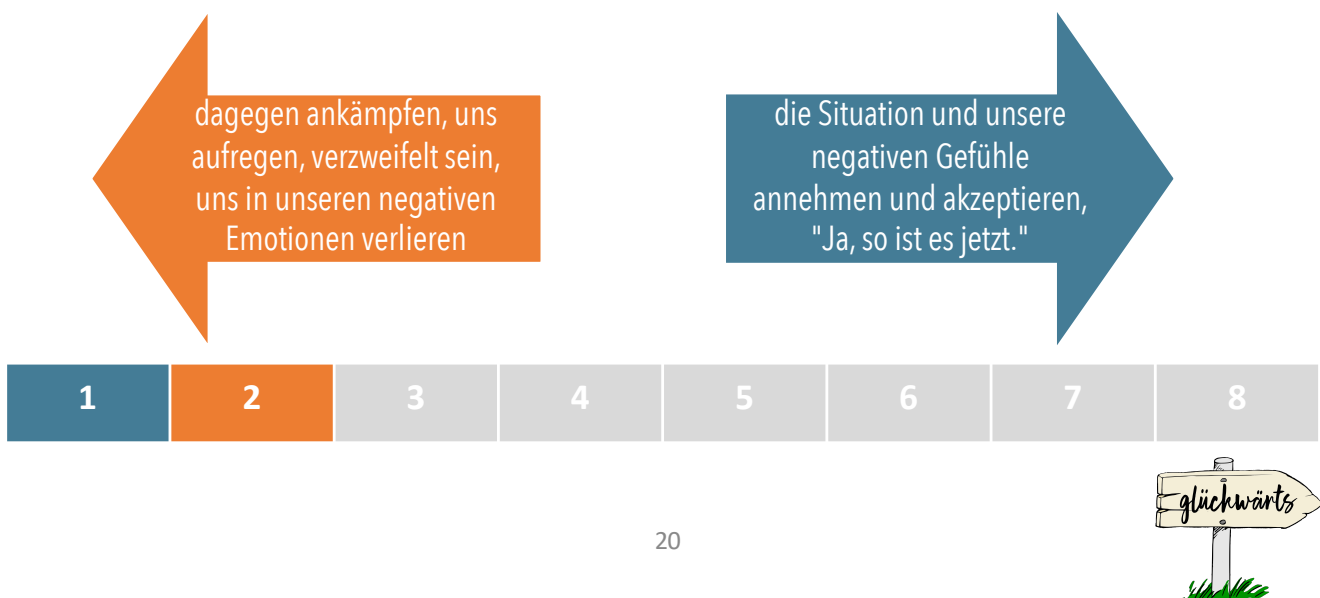 dagegen ankämpfen, uns
aufregen, verzweifelt sein,
uns in unseren negativen
Emotionen verlieren
die Situation und unsere
negativen Gefühle
annehmen und akzeptieren,
"Ja, so ist es jetzt."
1 2 3 4 5 6 7 8
glückwärts
20